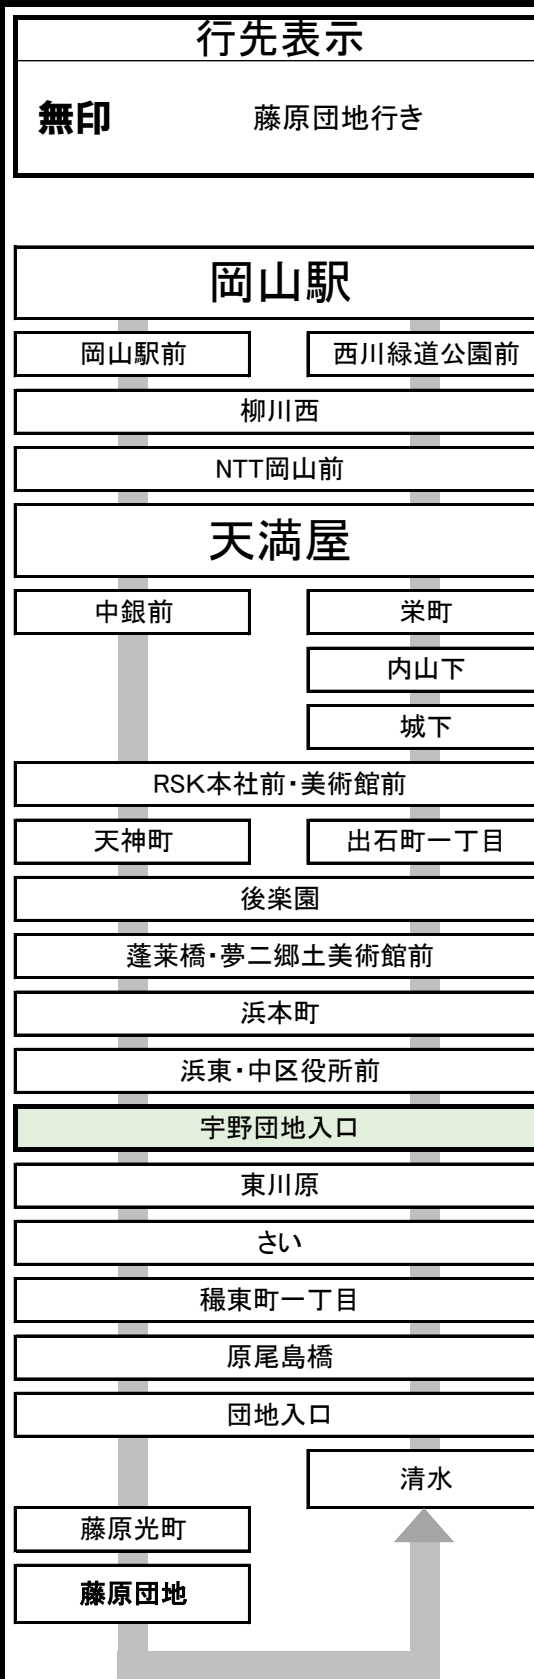 行先表示
無印 藤原団地行き
岡山駅
岡山駅前 西川緑道公園前
柳川西
NTT岡山前
天満屋
中銀前 栄町
内山下
城下
RSK本社前・美術館前
天神町 出石町一丁目
後楽園
蓬莱橋・夢二郷土美術館前
浜本町
浜東・中区役所前
宇野団地入口
東川原
さい
穝東町一丁目
原尾島橋
団地入口
清水
藤原光町
藤原団地